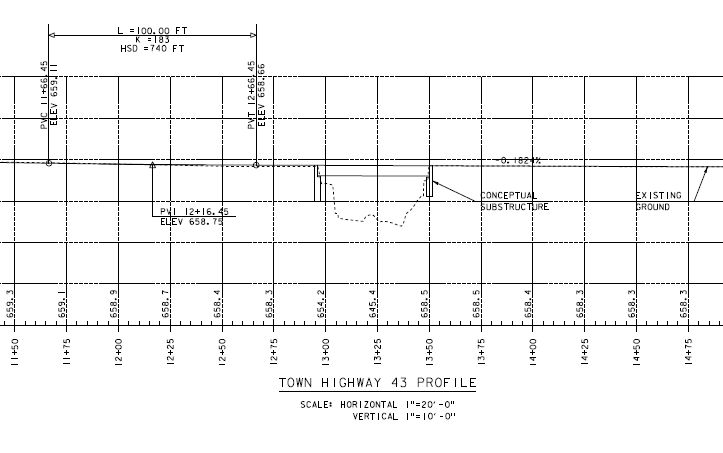 L =100.00 FT
K =183
HSD =740 FT
PVC 11+66.45
ELEV 659.11
PVT 12+66.45
ELEV 658.66
-0.1824%
PVI 12+16.45
ELEV 658.75
CONCEPTUAL
SUBSTRUCTURE
EXISTING
GROUND
659.3 659.1 658.9 658.7 658.4 658.3 654.2 645.4 658.5 658.5 658.4 658.3 658.3 658.3
11+50 11+75 12+00 12+25 12+50 12+75 13+00 13+25 13+50 13+75 14+00 14+25 14+50 14+75
TOWN HIGHWAY 43 PROFILE
SCALE: HORIZONTAL 1"=20'-0"
VERTICAL 1"=10'-0"